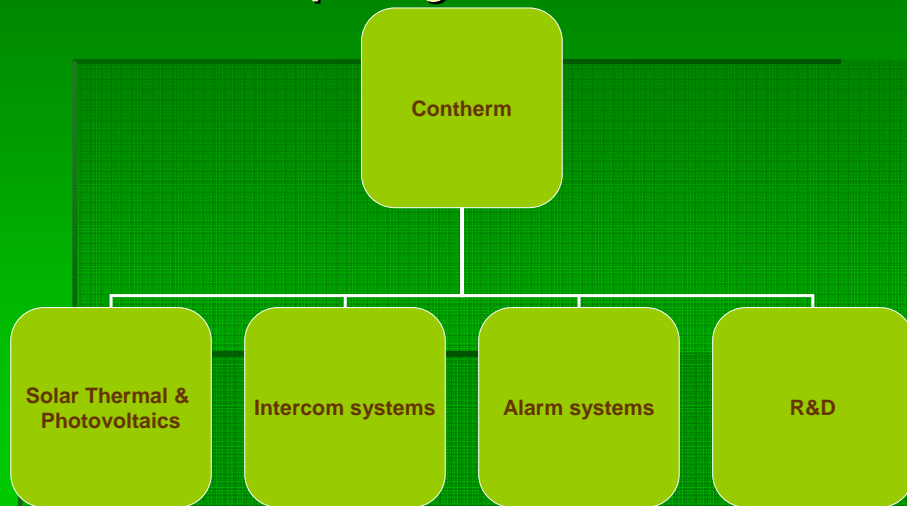 Contherm
Solar Thermal &
Photovoltaics
Intercom systems
Alarm systems
R&D